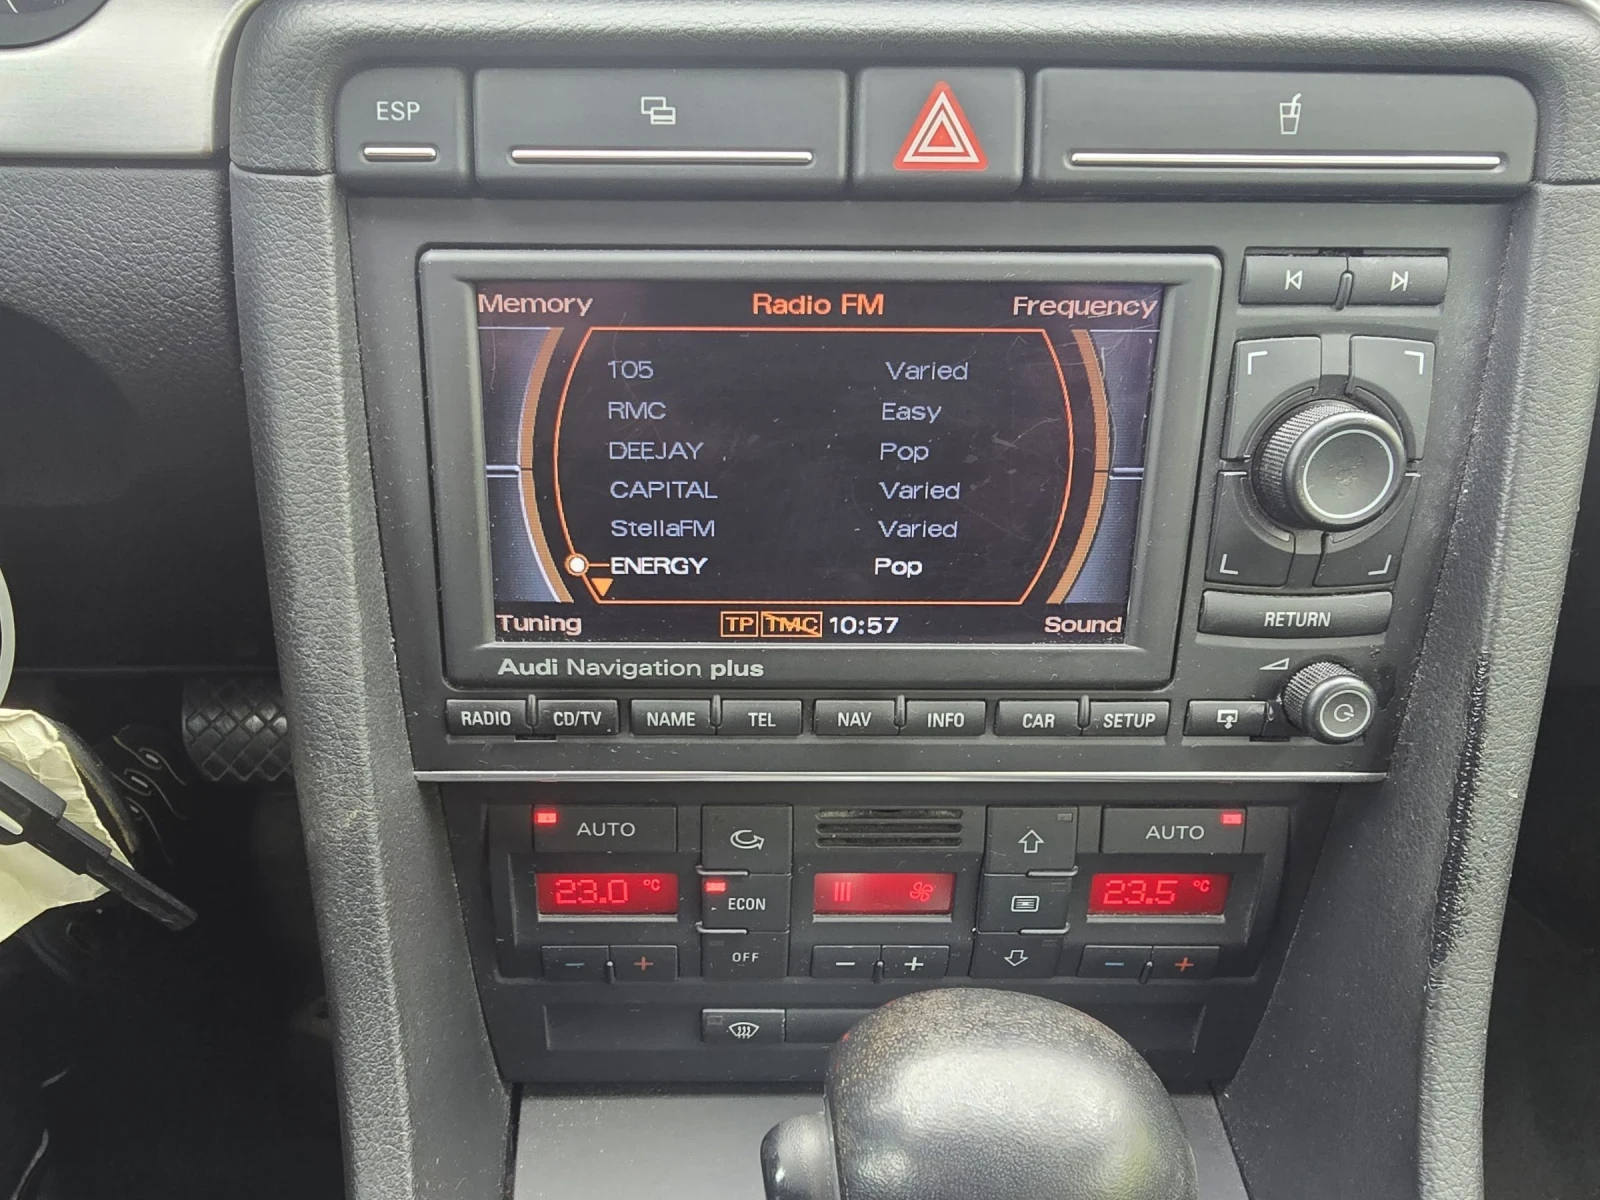 ESP
Memory Radio FM Frequency
105 Varied
RMC Easy
DEEJAY Pop
CAPITAL Varied
StellaFM Varied
ENERGY Pop
Tuning TP TMC 10:57 Sound
Audi Navigation plus
RETURN
RADIO CD/TV NAME TEL NAV INFO CAR SETUP
AUTO AUTO
23.0 °C ECON 23.5 °C
- + OFF - + - +